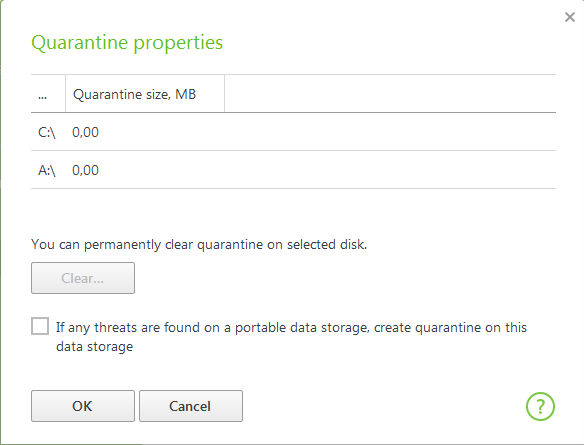 Quarantine properties
... Quarantine size, MB
C:\ 0,00
A:\ 0,00
You can permanently clear quarantine on selected disk.
Clear...
If any threats are found on a portable data storage, create quarantine on this
data storage
OK Cancel
?